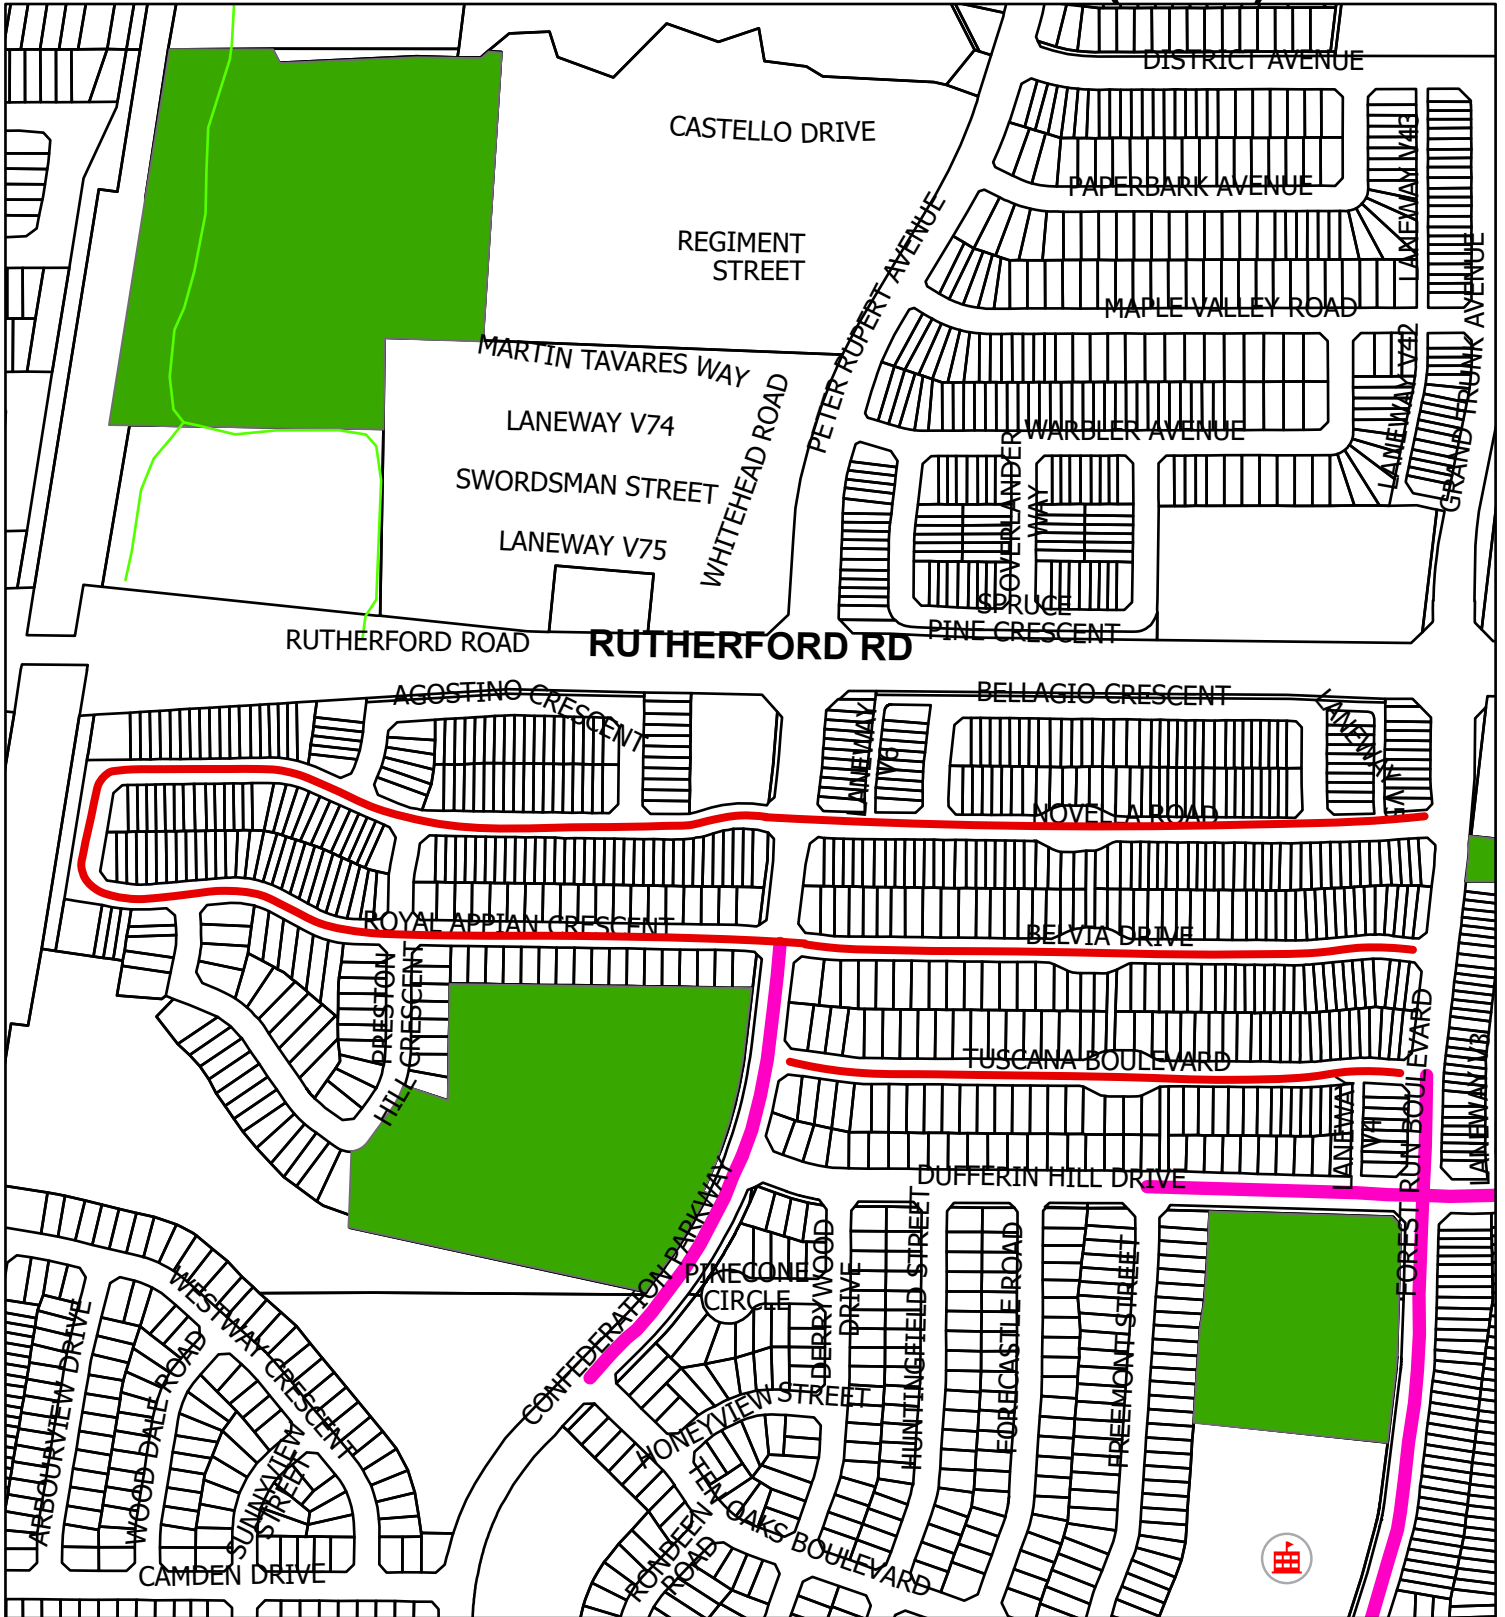 DISTRICT AVENUE
CASTELLO DRIVE
PAPERBARK AVENUE
LANEWAY V43
REGIMENT
STREET
PETER RUPERT AVENUE
MAPLE VALLEY ROAD
GRAND TRUNK AVENUE
MARTIN TAVARES WAY
LANEWAY V42
LANEWAY V74
WHITEHEAD ROAD
WARBLER AVENUE
SWORDSMAN STREET
OVERLANDER
WAY
LANEWAY V75
SPRUCE
PINE CRESCENT
RUTHERFORD ROAD
RUTHERFORD RD
AGOSTINO CRESCENT
BELLAGIO CRESCENT
LANEWAY
V6
LANEWAY
V5
NOVELLA ROAD
ROYAL APPIAN CRESCENT
BELVIA DRIVE
PRESTON
HILL CRESCENT
TUSCANA BOULEVARD
FOREST RUN BOULEVARD
LANEWAY V3
LANEWAY
V4
DUFFERIN HILL DRIVE
CONFEDERATION PARKWAY
PINECONE
CIRCLE
DERRYWOOD
DRIVE
HUNTINGFIELD STREET
FORECASTLE ROAD
FREEMONT STREET
WESTWAY CRESCENT
ARBOURVIEW DRIVE
WOOD DALE ROAD
SUNNYVIEW
STREET
HONEYVIEW STREET
TEN OAKS BOULEVARD
RONDEEN
ROAD
CAMDEN DRIVE